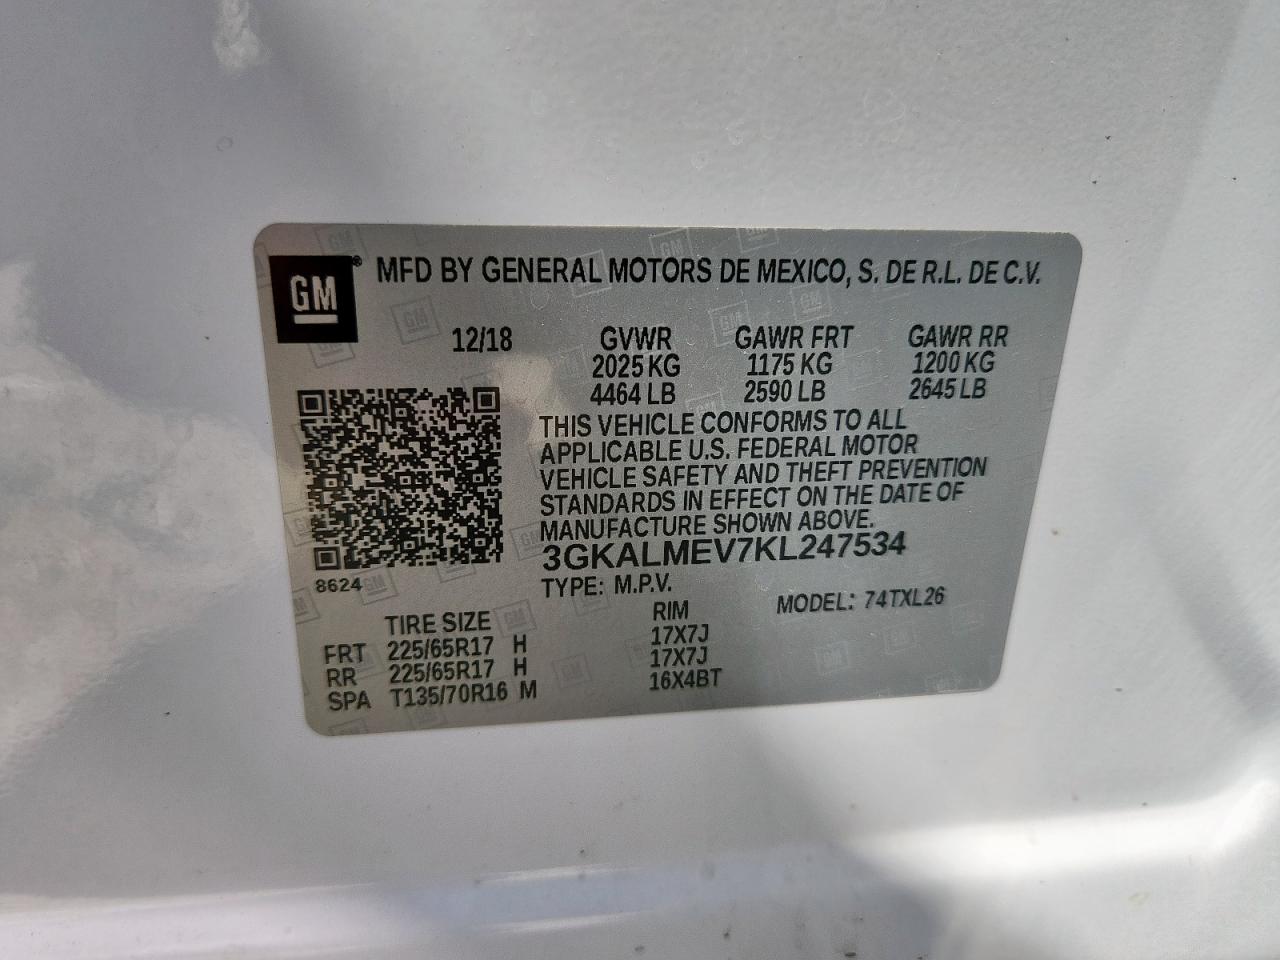 GM® MFD BY GENERAL MOTORS DE MEXICO, S. DE R.L. DE C.V.
12/18 GVWR GAWR FRT GAWR RR
2025 KG 1175 KG 1200 KG
4464 LB 2590 LB 2645 LB
THIS VEHICLE CONFORMS TO ALL
APPLICABLE U.S. FEDERAL MOTOR
VEHICLE SAFETY AND THEFT PREVENTION
STANDARDS IN EFFECT ON THE DATE OF
MANUFACTURE SHOWN ABOVE.
3GKALMEV7KL247534
8624 TYPE: M.P.V. MODEL: 74TXL26
TIRE SIZE RIM
FRT 225/65R17 H 17X7J
RR 225/65R17 H 17X7J
SPA T135/70R16 M 16X4BT